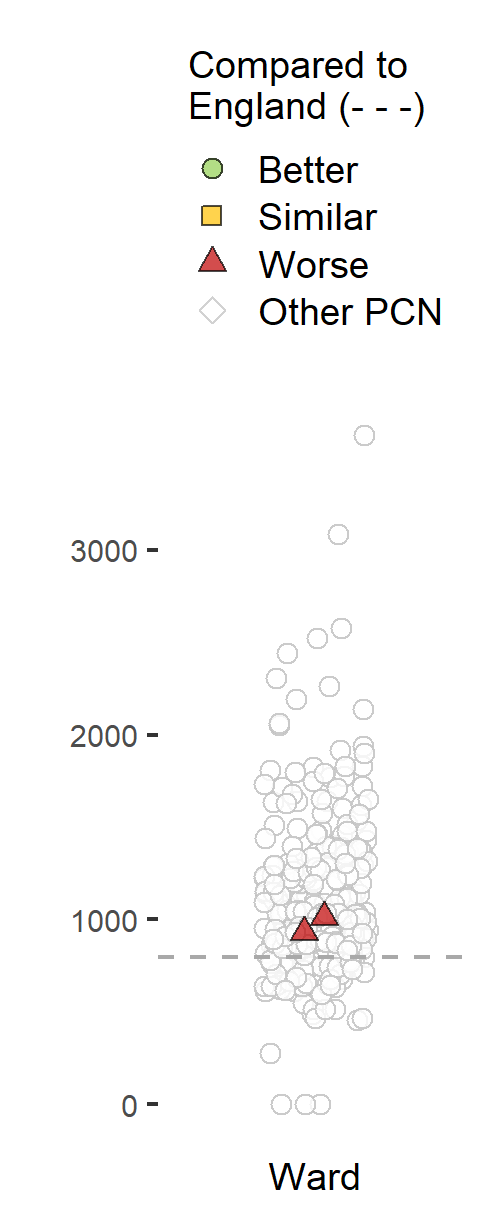 Compared to
England (- - -)
Better
Similar
Worse
Other PCN
3000
2000
1000
0
Ward